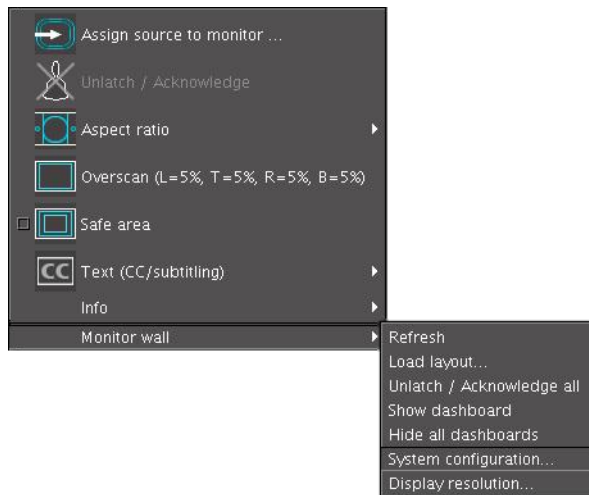 Assign source to monitor ...
Unlatch / Acknowledge
Aspect ratio
Overscan (L=5%, T=5%, R=5%, B=5%)
Safe area
CC Text (CC/subtitling)
Info
Monitor wall
Refresh
Load layout...
Unlatch / Acknowledge all
Show dashboard
Hide all dashboards
System configuration...
Display resolution...